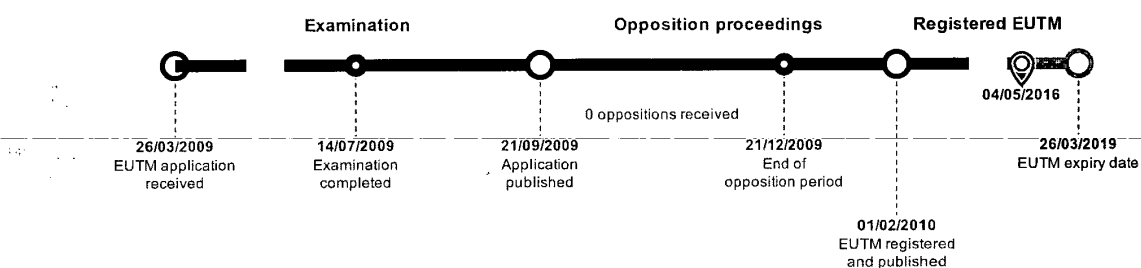 Examination
Opposition proceedings
Registered EUTM
04/05/2016
0 oppositions received
26/03/2009
EUTM application
received
14/07/2009
Examination
completed
21/09/2009
Application
published
21/12/2009
End of
opposition period
26/03/2019
EUTM expiry date
01/02/2010
EUTM registered
and published